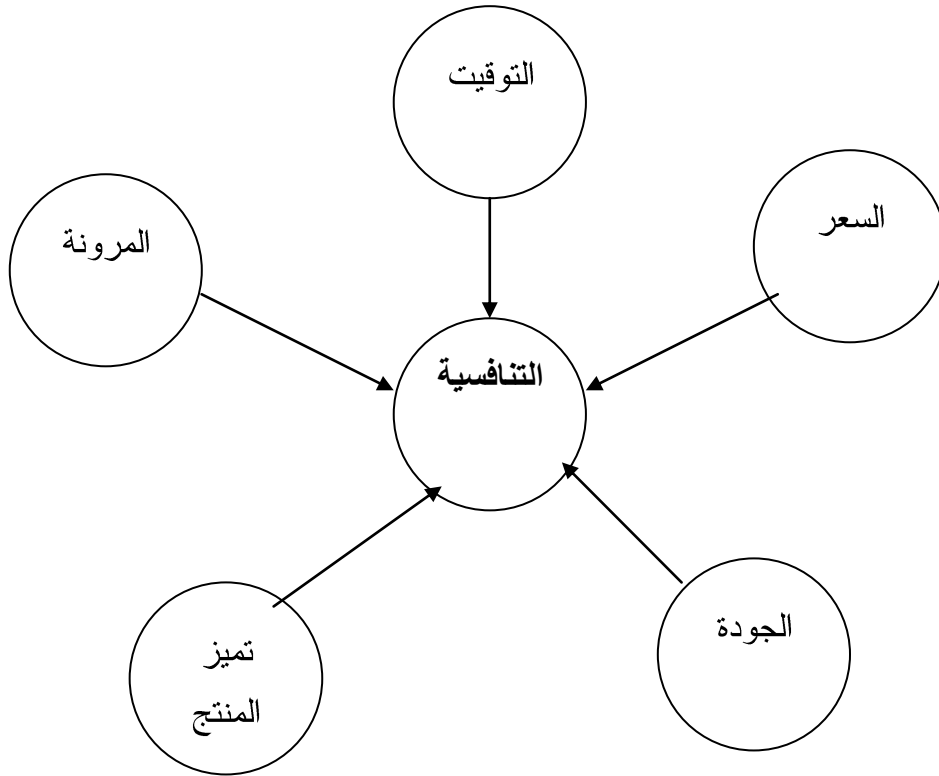 التوقيت
السعر
المرونة
التنافسية
الجودة
تميز
المنتج